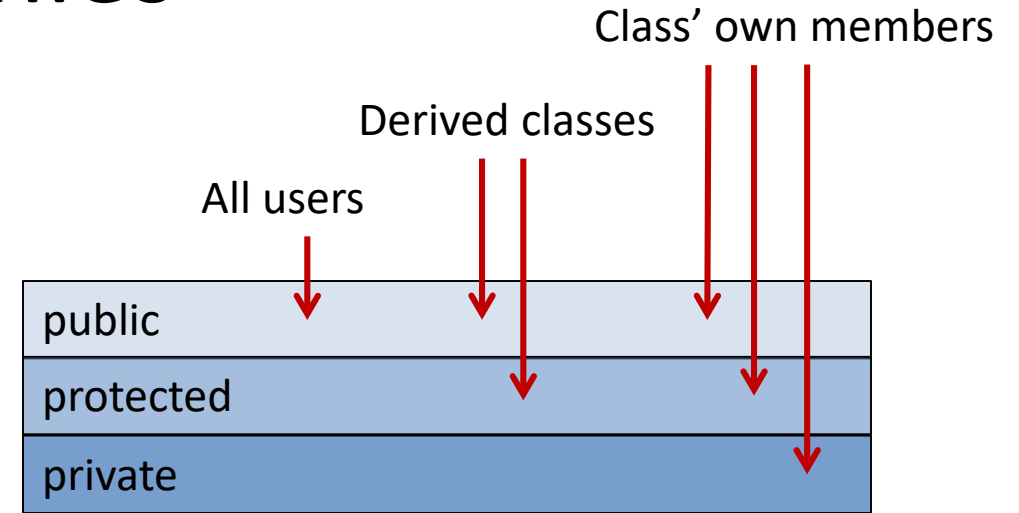 Class’ own members
Derived classes
All users
public
protected
private